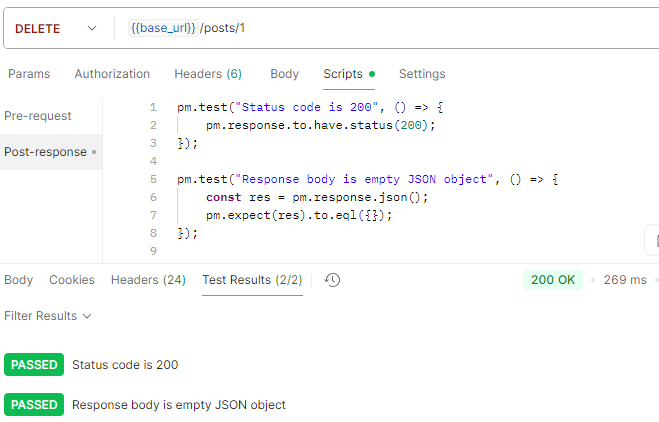 DELETE {{base_url}}/posts/1
Params Authorization Headers (6) Body Scripts Settings
Pre-request
Post-response
1 pm.test("Status code is 200", () => {
2     pm.response.to.have.status(200);
3 });
4
5 pm.test("Response body is empty JSON object", () => {
6     const res = pm.response.json();
7     pm.expect(res).to.eql({});
8 });
9
Body Cookies Headers (24) Test Results (2/2) 200 OK 269 ms
Filter Results
PASSED Status code is 200
PASSED Response body is empty JSON object